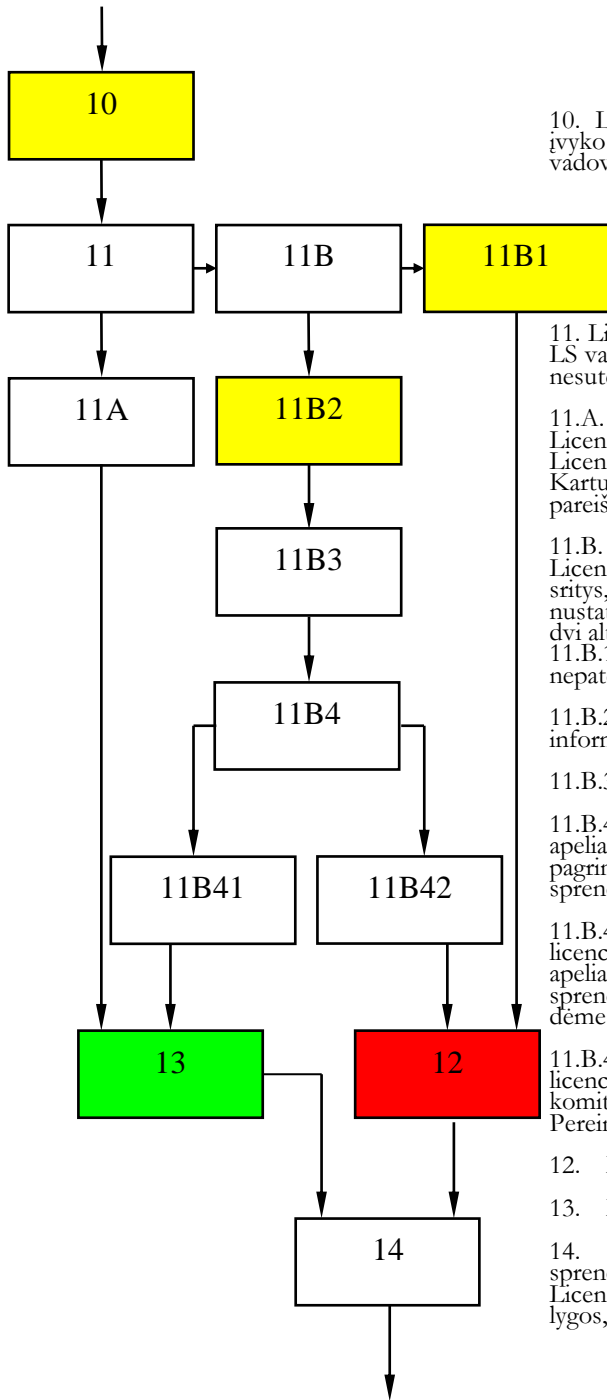 10
11
11B
11B1
11A
11B2
11B3
11B4
11B41
11B42
13
12
14
10. L
įvyko
vadov
11. Li
LS va
nesut
11.A.
Licen
Licen
Kartu
pareiš
11.B.
Licen
sritys,
nustat
dvi al
11.B.
nepat
11.B.2
inform
11.B.3
11.B.4
apelia
pagrin
spren
11.B.4
licenc
apelia
spren
dėme
11.B.4
licenc
komit
Perein
12.
13.
14.
spren
Licen
lygos,